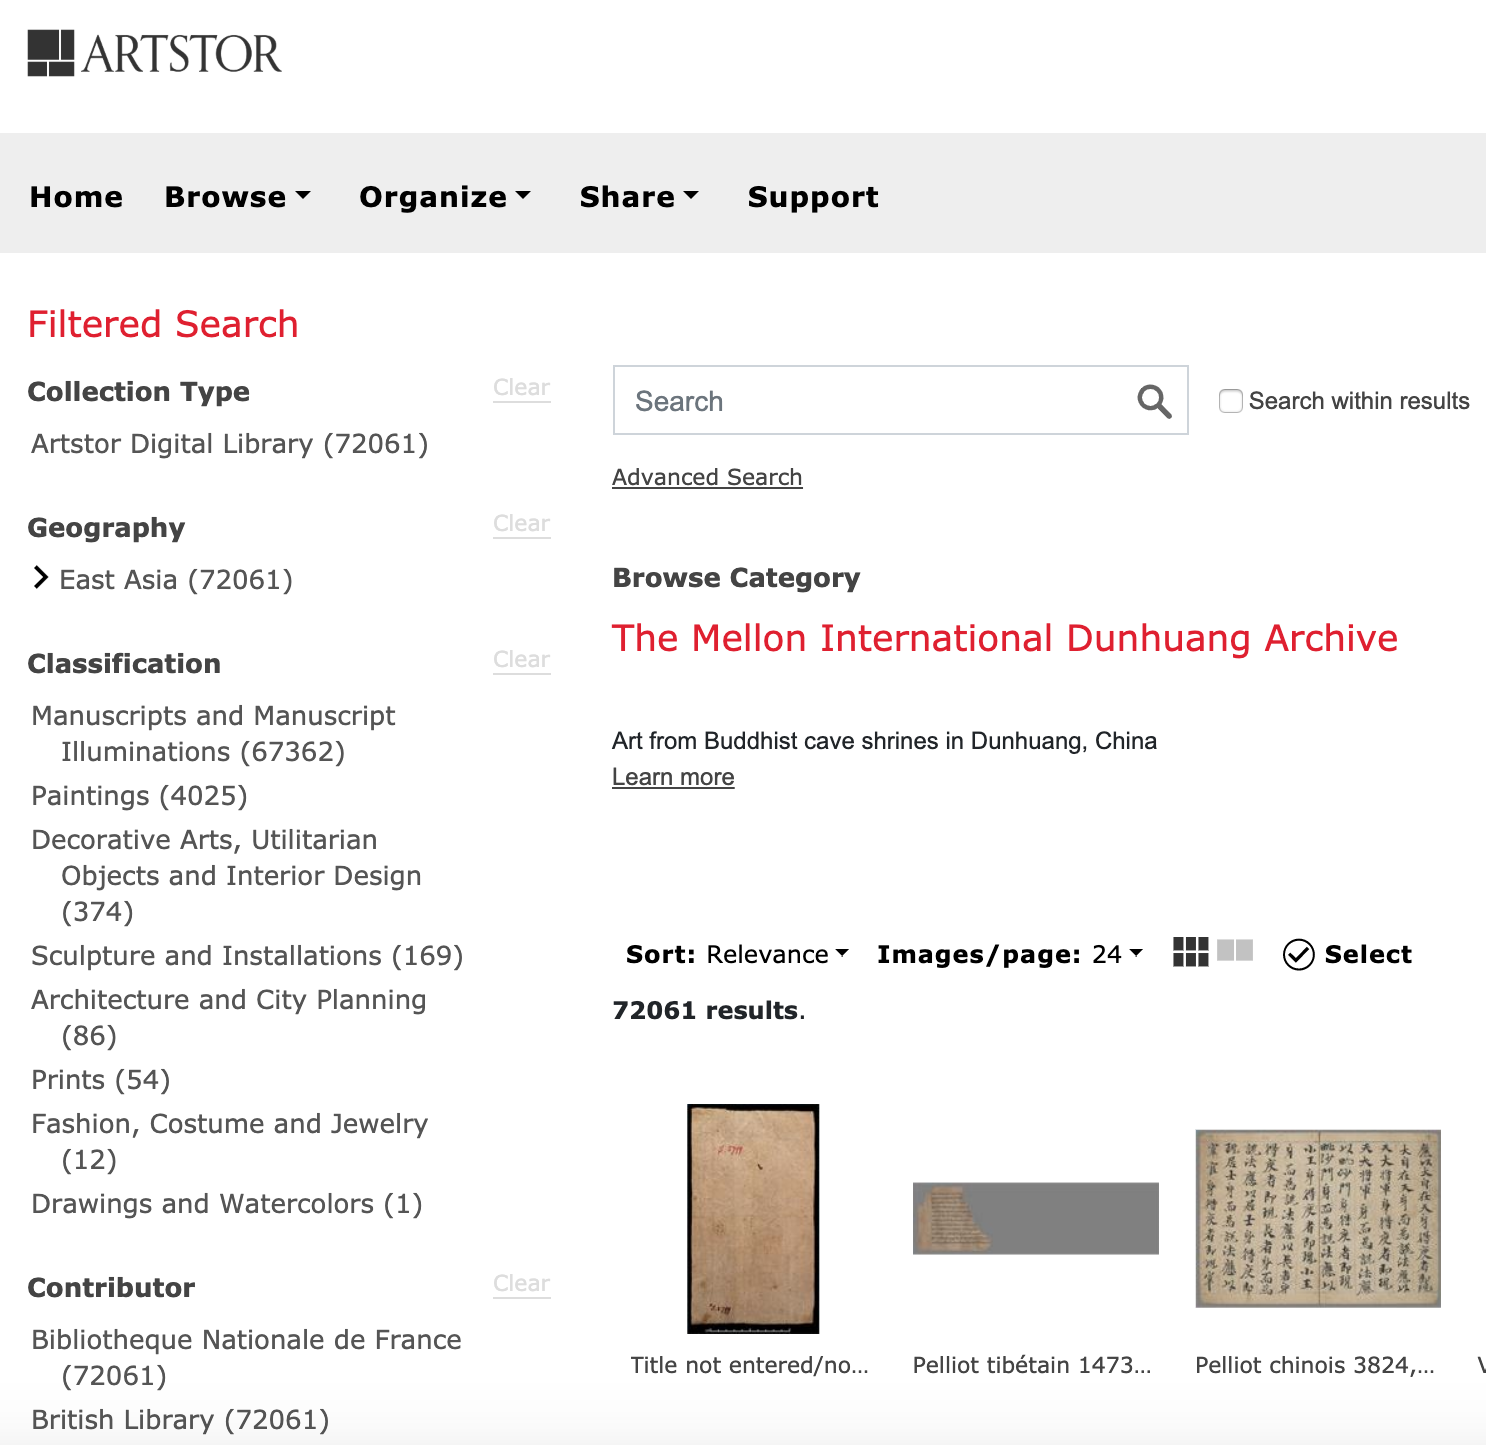 ARTSTOR
Home Browse Organize Share Support
Filtered Search
Collection Type Clear
Artstor Digital Library (72061)
Geography Clear
East Asia (72061)
Classification Clear
Manuscripts and Manuscript
Illuminations (67362)
Paintings (4025)
Decorative Arts, Utilitarian
Objects and Interior Design
(374)
Sculpture and Installations (169)
Architecture and City Planning
(86)
Prints (54)
Fashion, Costume and Jewelry
(12)
Drawings and Watercolors (1)
Contributor Clear
Bibliotheque Nationale de France
(72061)
British Library (72061)
Search
Search within results
Advanced Search
Browse Category
The Mellon International Dunhuang Archive
Art from Buddhist cave shrines in Dunhuang, China
Learn more
Sort: Relevance Images/page: 24 Select
72061 results.
Title not entered/no...
Pelliot tibétain 1473...
Pelliot chinois 3824,...